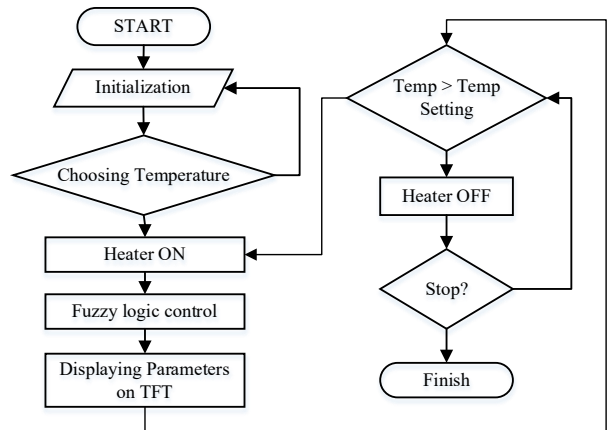 START
Initialization
Choosing Temperature
Heater ON
Fuzzy logic control
Displaying Parameters
on TFT
Temp > Temp
Setting
Heater OFF
Stop?
Finish